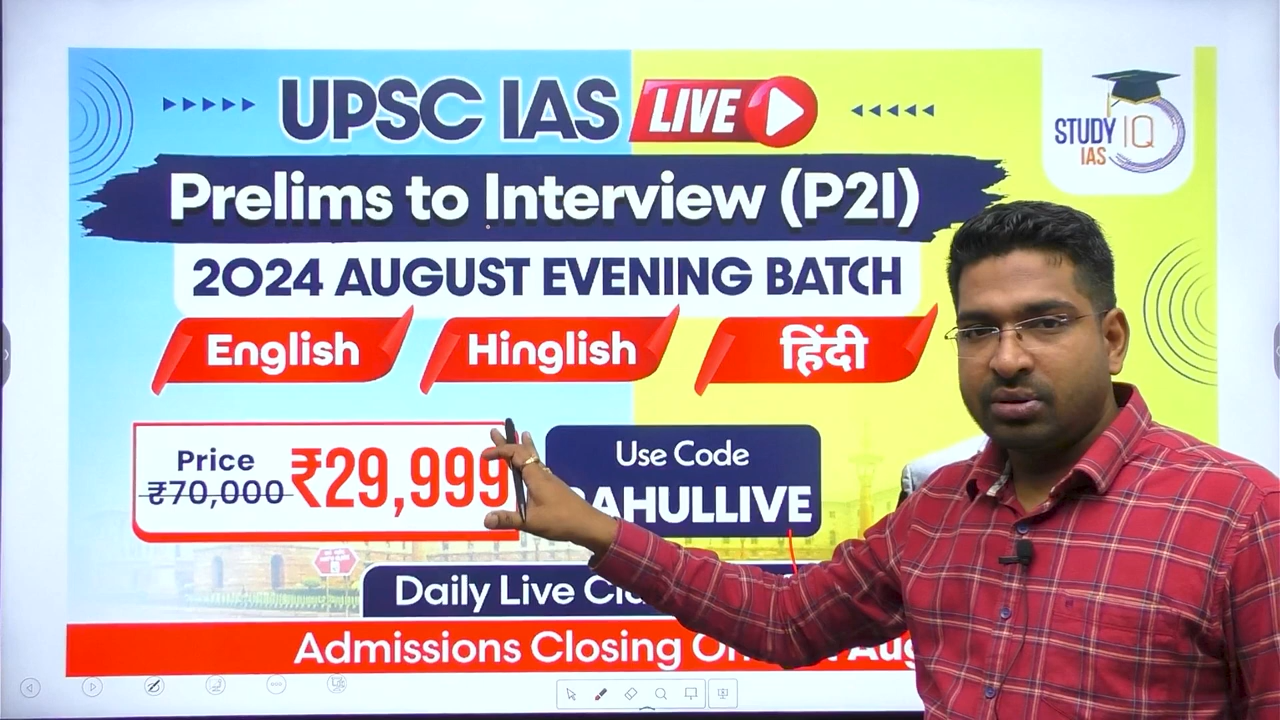 UPSC IAS LIVE
STUDY IQ
IAS
Prelims to Interview (P2I)
2024 AUGUST EVENING BATCH
English Hinglish हिंदी
Price
₹70,000 ₹29,999
Use Code
AHULLIVE
Daily Live
Admissions Closing